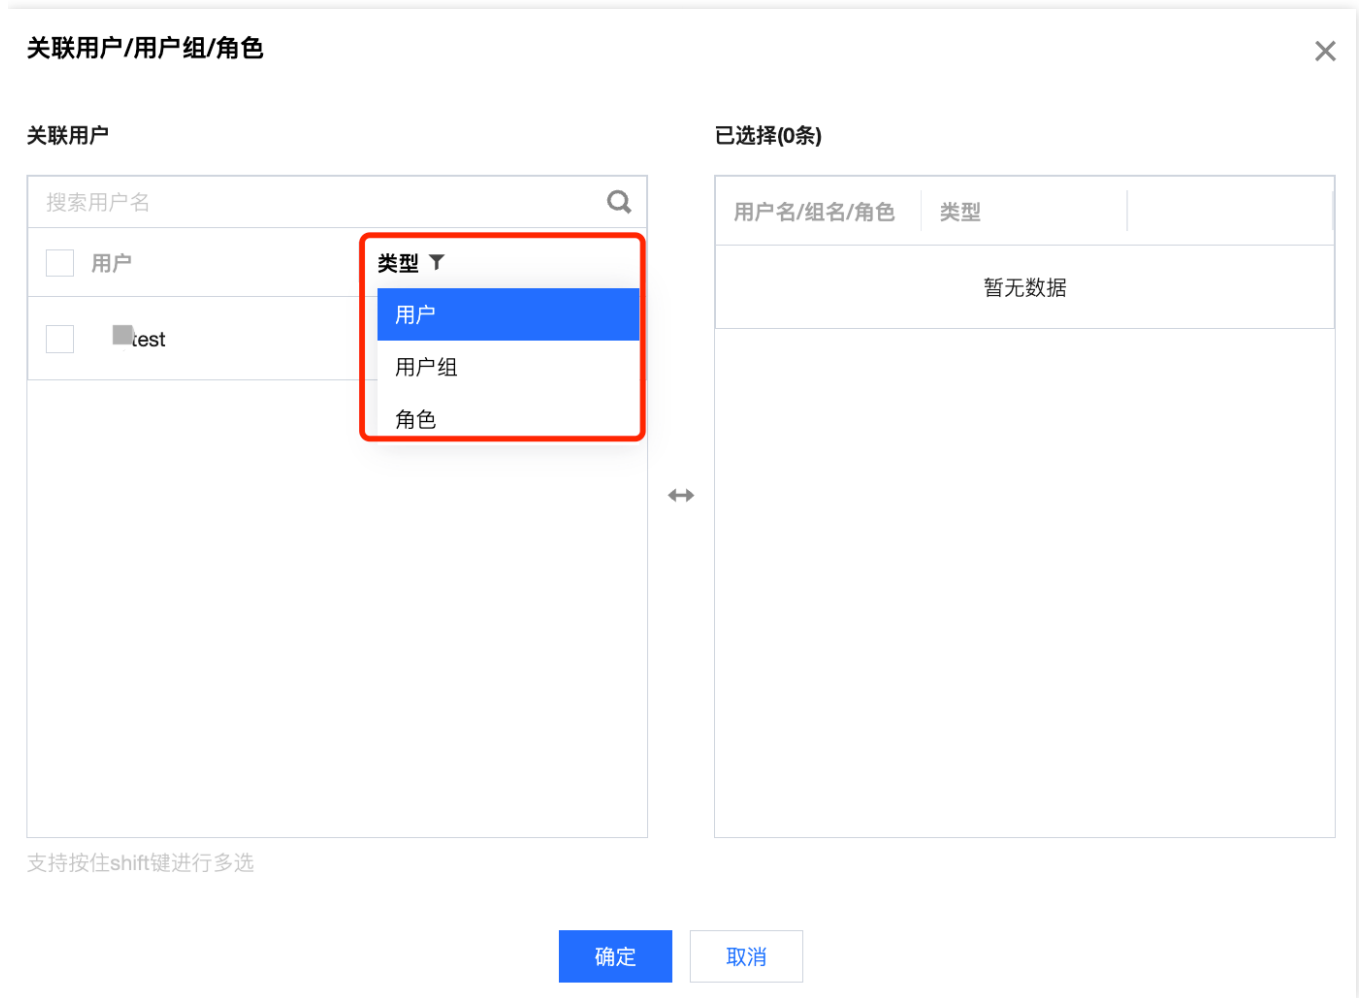 关联用户/用户组/角色
关联用户
已选择(0条)
搜索用户名
用户名/组名/角色 类型
用户 类型
暂无数据
用户
test
用户组
角色
支持按住shift键进行多选
确定 取消